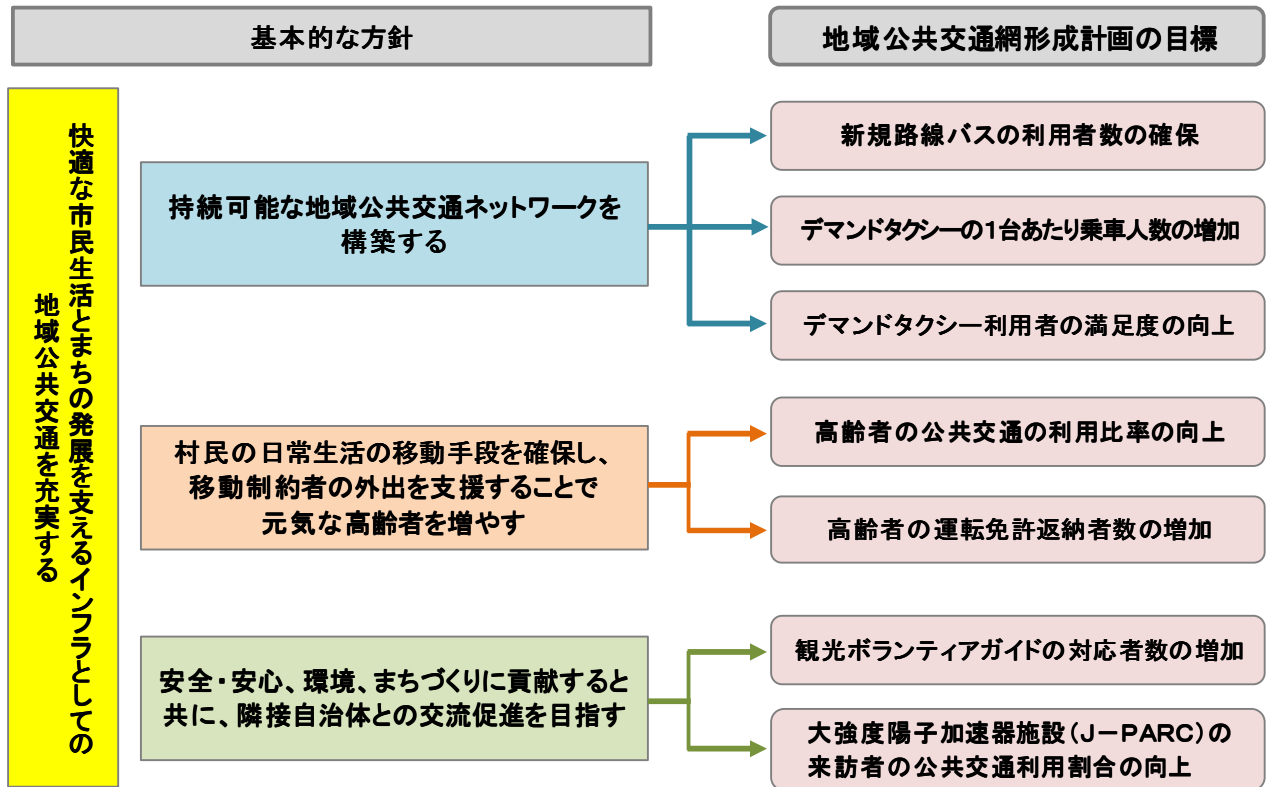 基本的な方針
地域公共交通網形成計画の目標
快適な市民生活とまちの発展を支えるインフラとしての
地域公共交通を充実する
持続可能な地域公共交通ネットワークを
構築する
新規路線バスの利用者数の確保
デマンドタクシーの1台あたり乗車人数の増加
デマンドタクシー利用者の満足度の向上
村民の日常生活の移動手段を確保し、
移動制約者の外出を支援することで
元気な高齢者を増やす
高齢者の公共交通の利用比率の向上
高齢者の運転免許返納者数の増加
安全・安心、環境、まちづくりに貢献すると
共に、隣接自治体との交流促進を目指す
観光ボランティアガイドの対応者数の増加
大強度陽子加速器施設(J-PARC)の
来訪者の公共交通利用割合の向上